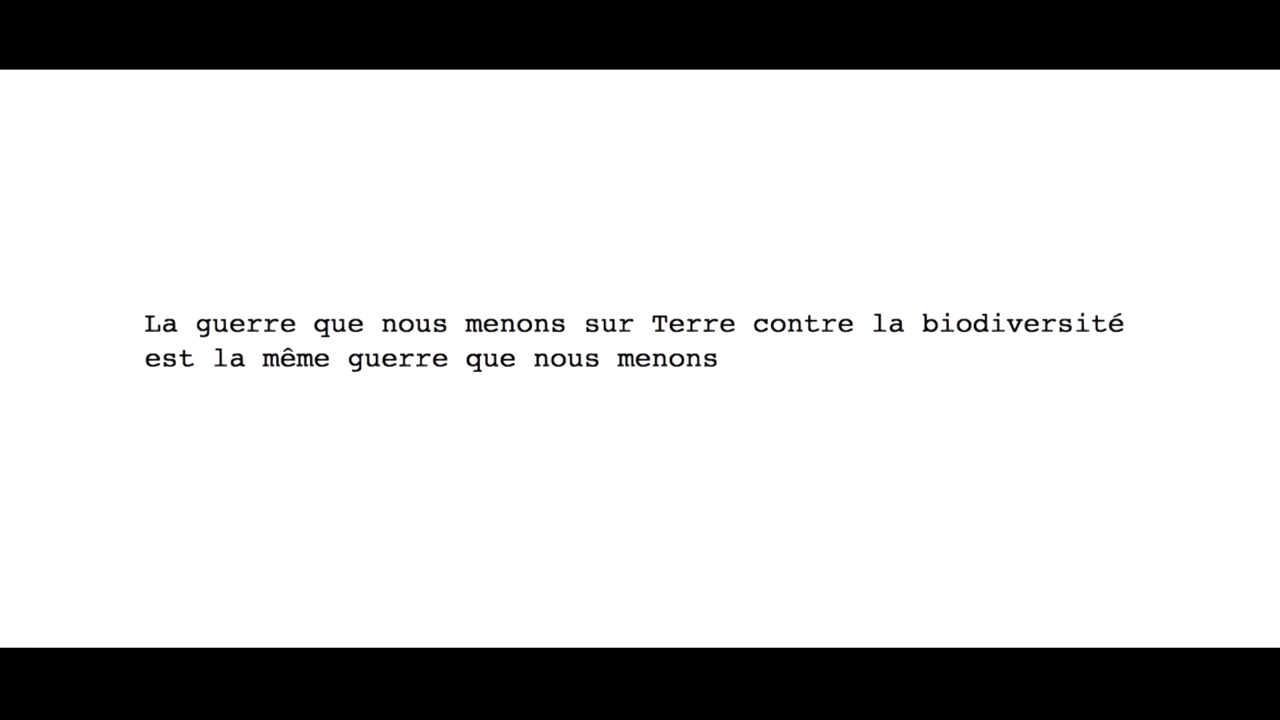 La guerre que nous menons sur Terre contre la biodiversité
est la même guerre que nous menons